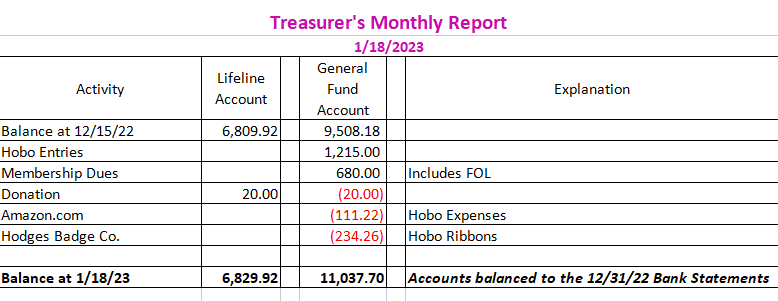 Treasurer's Monthly Report
1/18/2023
Activity Lifeline Account General Fund Account Explanation
Balance at 12/15/22 6,809.92 9,508.18
Hobo Entries 1,215.00
Membership Dues 680.00 Includes FOL
Donation 20.00 (20.00)
Amazon.com (111.22) Hobo Expenses
Hodges Badge Co. (234.26) Hobo Ribbons
Balance at 1/18/23 6,829.92 11,037.70 Accounts balanced to the 12/31/22 Bank Statements